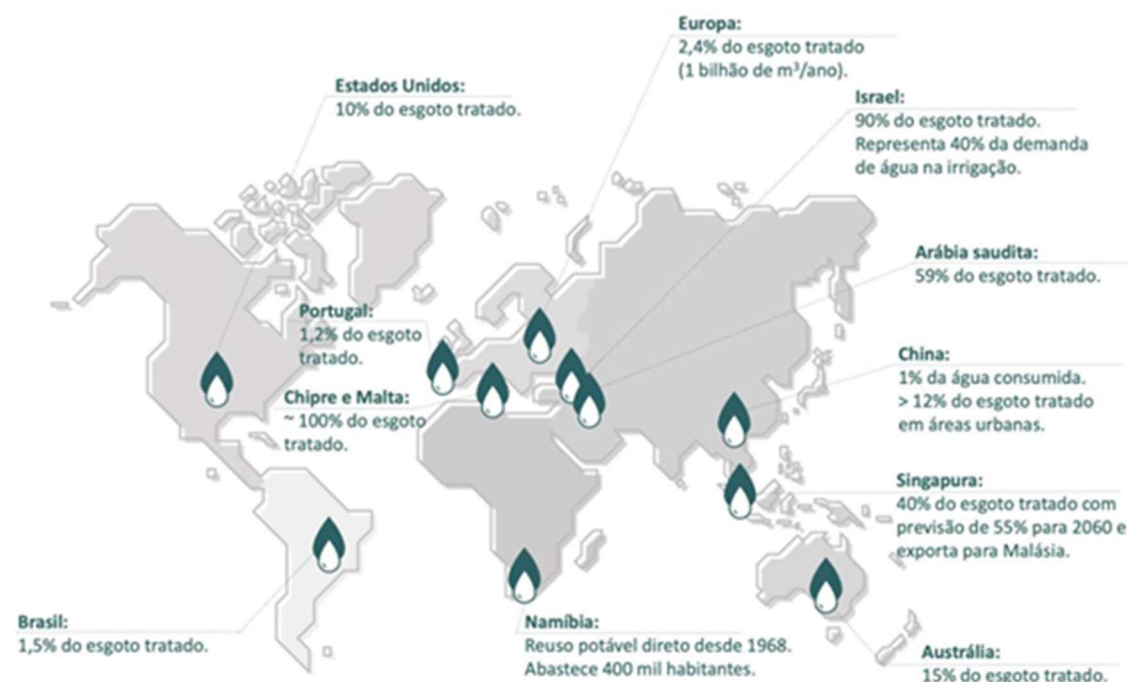 Europa:
2,4% do esgoto tratado
(1 bilhão de m³/ano).
Estados Unidos:
10% do esgoto tratado.
Israel:
90% do esgoto tratado.
Representa 40% da demanda
de água na irrigação.
Arábia saudita:
59% do esgoto tratado.
Portugal:
1,2% do esgoto
tratado.
China:
1% da água consumida.
> 12% do esgoto tratado
em áreas urbanas.
Chipre e Malta:
~ 100% do esgoto
tratado.
Singapura:
40% do esgoto tratado com
previsão de 55% para 2060 e
exporta para Malásia.
Brasil:
1,5% do esgoto tratado.
Namíbia:
Reuso potável direto desde 1968.
Abastece 400 mil habitantes.
Austrália:
15% do esgoto tratado.